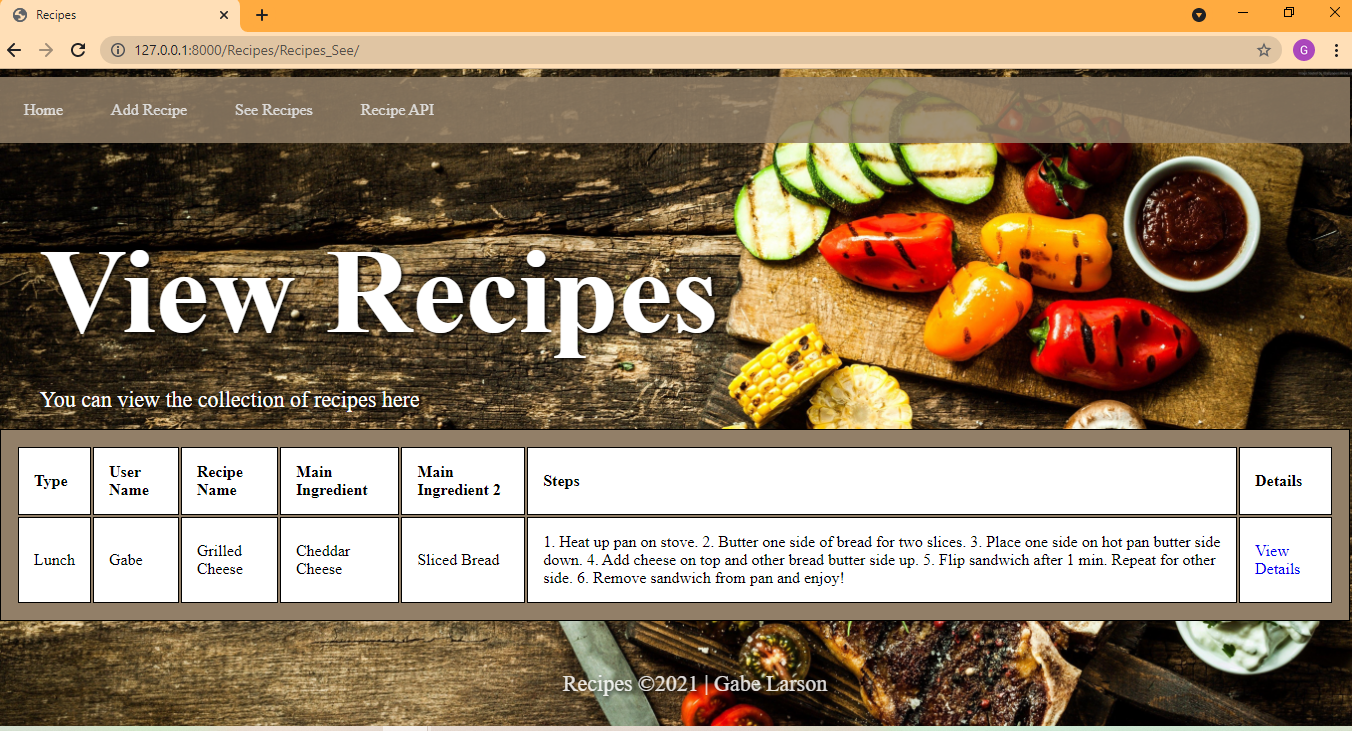 Recipes
127.0.0.1:8000/Recipes/Recipes_See/
G
Home Add Recipe See Recipes Recipe API
View Recipes
You can view the collection of recipes here
Type
User
Name
Recipe
Name
Main
Ingredient
Main
Ingredient 2
Steps
Details
Lunch
Gabe
Grilled
Cheese
Cheddar
Cheese
Sliced Bread
1. Heat up pan on stove. 2. Butter one side of bread for two slices. 3. Place one side on hot pan butter side
down. 4. Add cheese on top and other bread butter side up. 5. Flip sandwich after 1 min. Repeat for other
side. 6. Remove sandwich from pan and enjoy!
View
Details
Recipes ©2021 | Gabe Larson